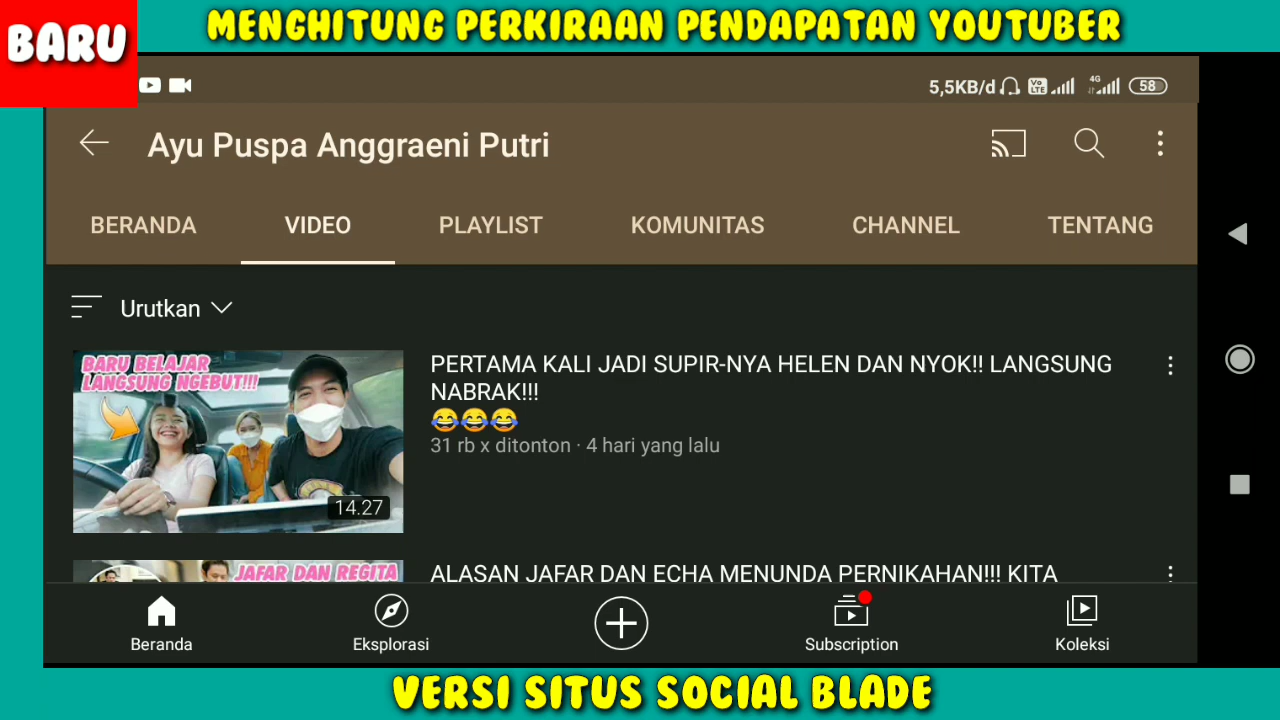 BARU
MENGHITUNG PERKIRAAN PENDAPATAN YOUTUBER
5,5KB/d Vo LTE 4G 58
Ayu Puspa Anggraeni Putri
BERANDA VIDEO PLAYLIST KOMUNITAS CHANNEL TENTANG
Urutkan
BARU BELAJAR
LANGSUNG NGEBUT!!!
14.27
PERTAMA KALI JADI SUPIR-NYA HELEN DAN NYOK!! LANGSUNG
NABRAK!!!
😂😂😂
31 rb x ditonton · 4 hari yang lalu
JAFAR DAN REGITA
ALASAN JAFAR DAN ECHA MENUNDA PERNIKAHAN!!! KITA
Beranda Eksplorasi Subscription Koleksi
VERSI SITUS SOCIAL BLADE